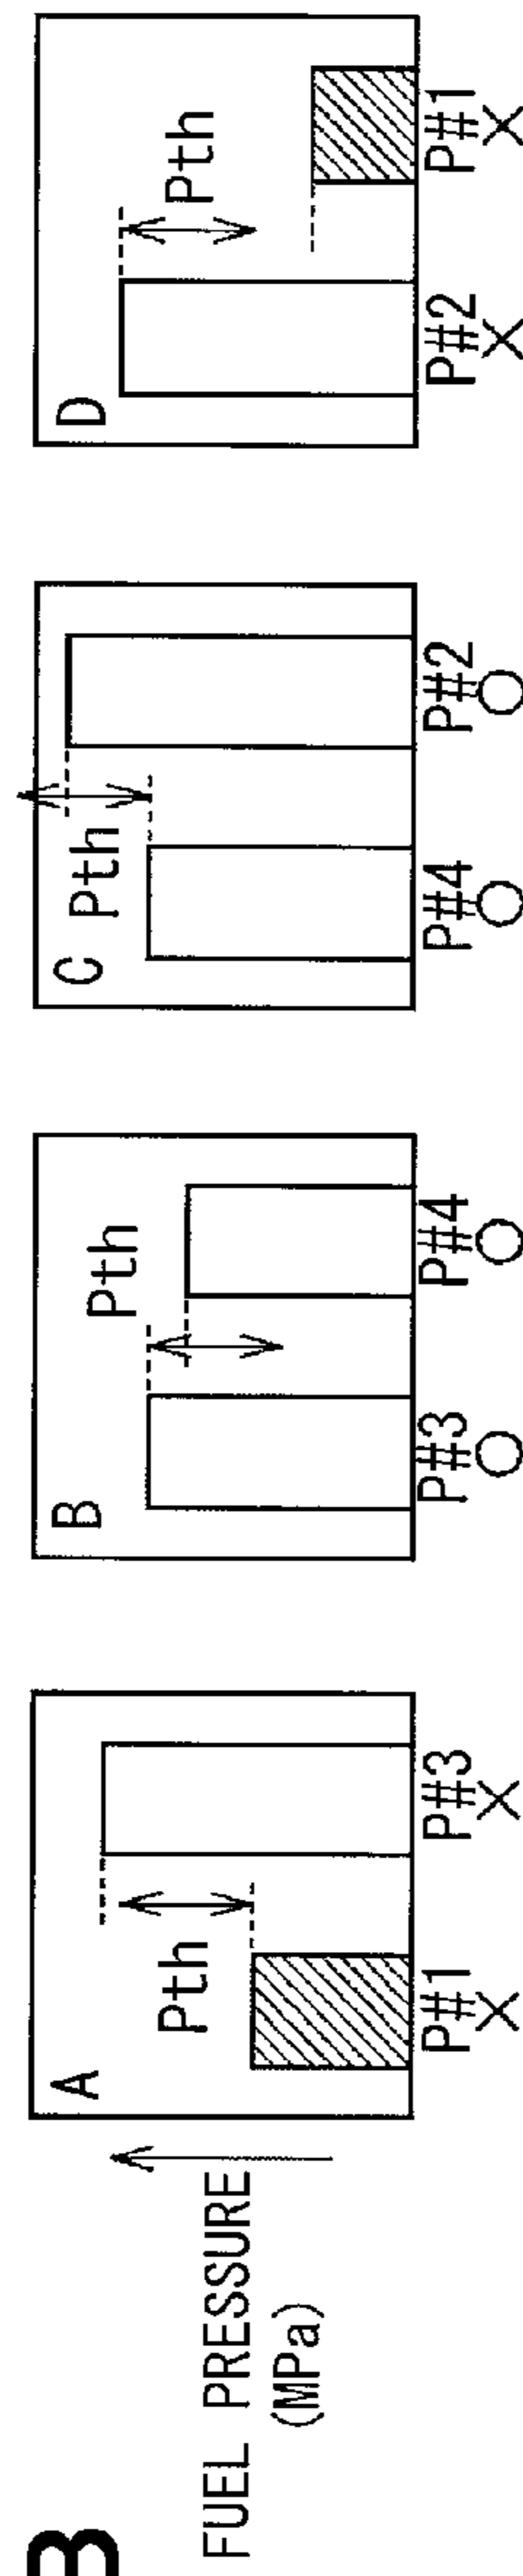 B
FUEL PRESSURE
(MPa)
A
Pth
P#1
P#3
×
×
B
Pth
P#3
P#4
○
○
C
Pth
P#4
P#2
○
○
D
Pth
P#2
P#1
×
×